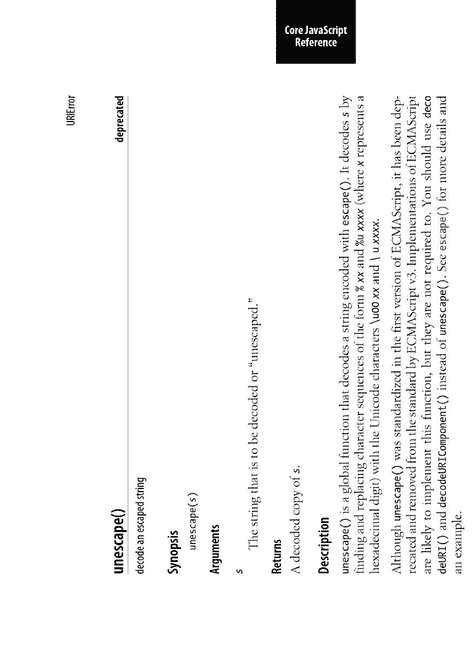 Core JavaScript
Reference
URIError
unescape() deprecated
decode an escaped string
Synopsis
unescape(s)
Arguments
s
The string that is to be decoded or “unescaped.”
Returns
A decoded copy of s.
Description
unescape() is a global function that decodes a string encoded with escape(). It decodes s by
finding and replacing character sequences of the form % xx and %u xxxx (where x represents a
hexadecimal digit) with the Unicode characters \u00 xx and \ u xxxx.
Although unescape() was standardized in the first version of ECMAScript, it has been dep-
recated and removed from the standard by ECMAScript v3. Implementations of ECMAScript
are likely to implement this function, but they are not required to. You should use deco
deURI() and decodeURIComponent() instead of unescape(). See escape() for more details and
an example.